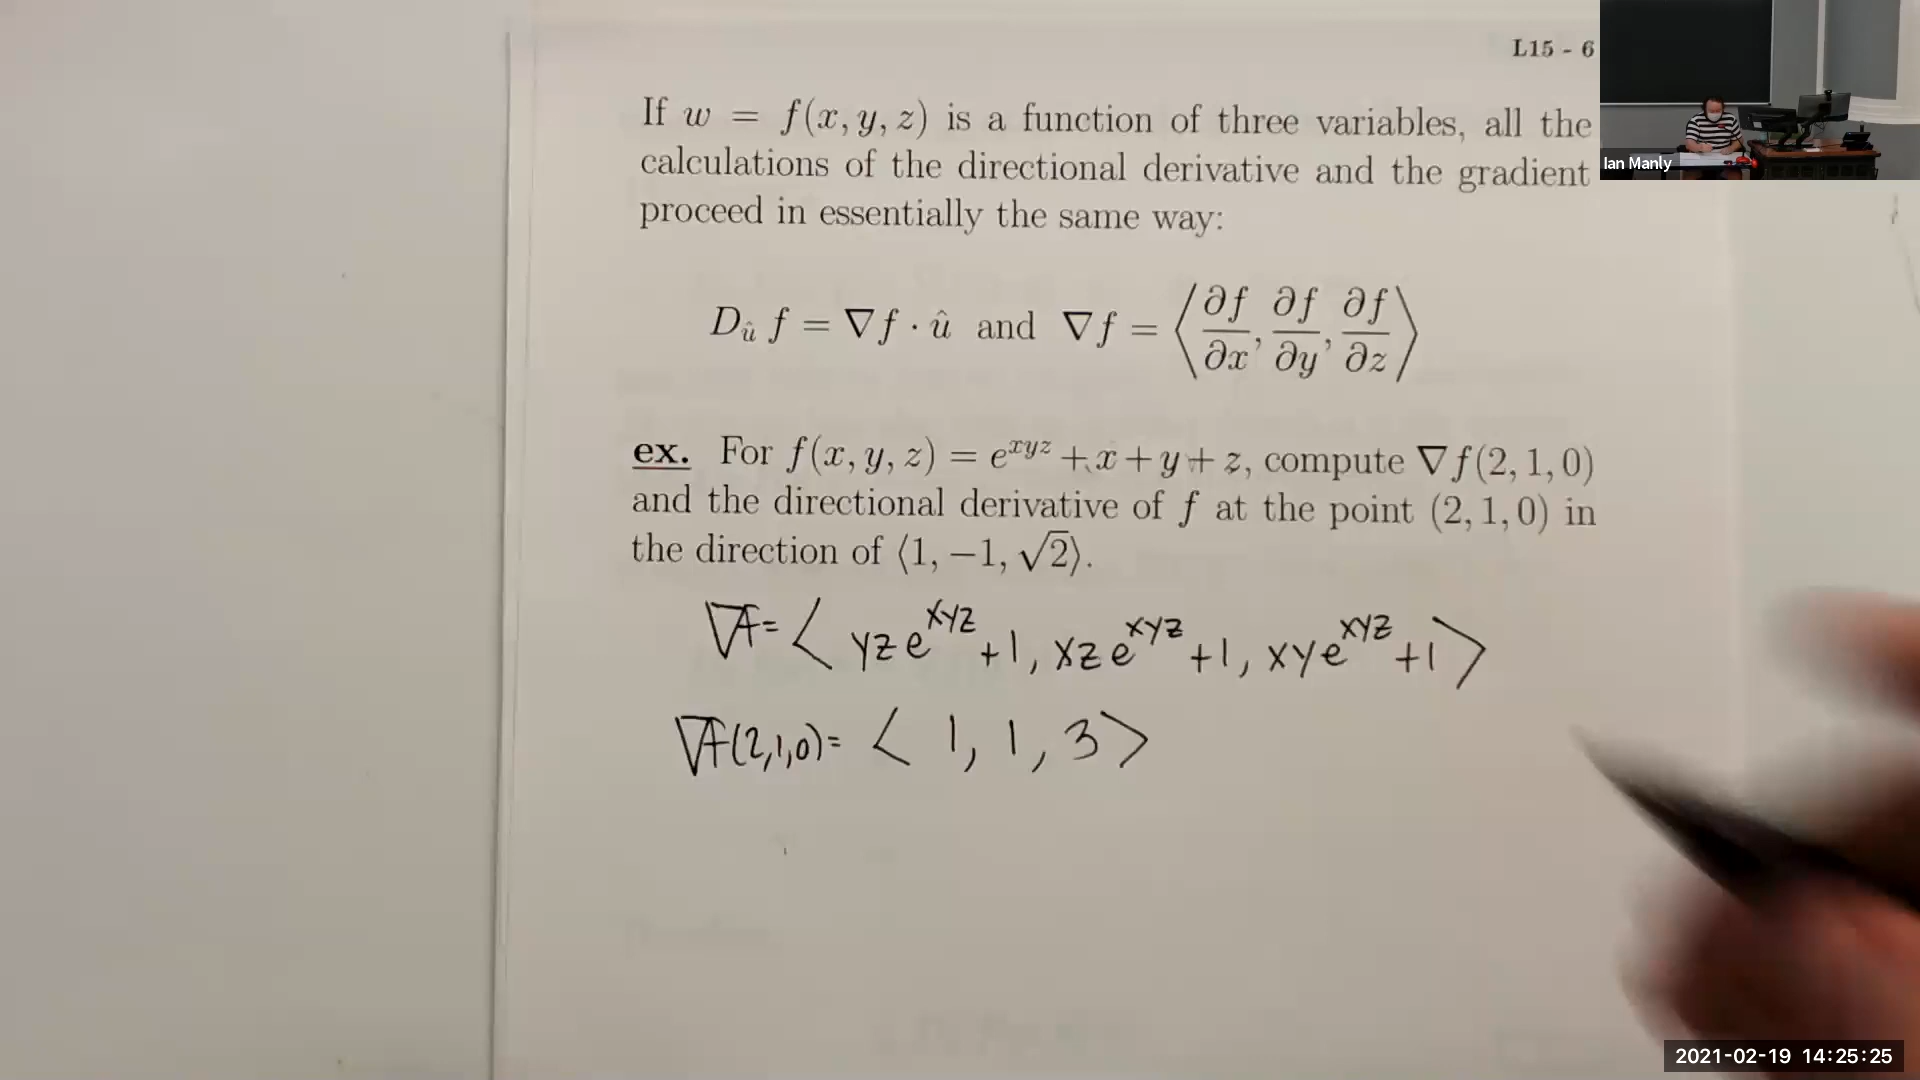 L15 - 6
If w = f(x, y, z) is a function of three variables, all the
calculations of the directional derivative and the gradient
proceed in essentially the same way:
D_û f = ∇f · û and ∇f = ⟨∂f/∂x, ∂f/∂y, ∂f/∂z⟩
ex. For f(x, y, z) = e^{xyz} + x + y + z, compute ∇f(2, 1, 0)
and the directional derivative of f at the point (2, 1, 0) in
the direction of ⟨1, −1, √2⟩.
∇f = ⟨ yze^{xyz} +1, xze^{xyz} +1, xye^{xyz} +1 ⟩
∇f(2,1,0) = ⟨ 1, 1, 3 ⟩
Ian Manly
2021-02-19 14:25:25